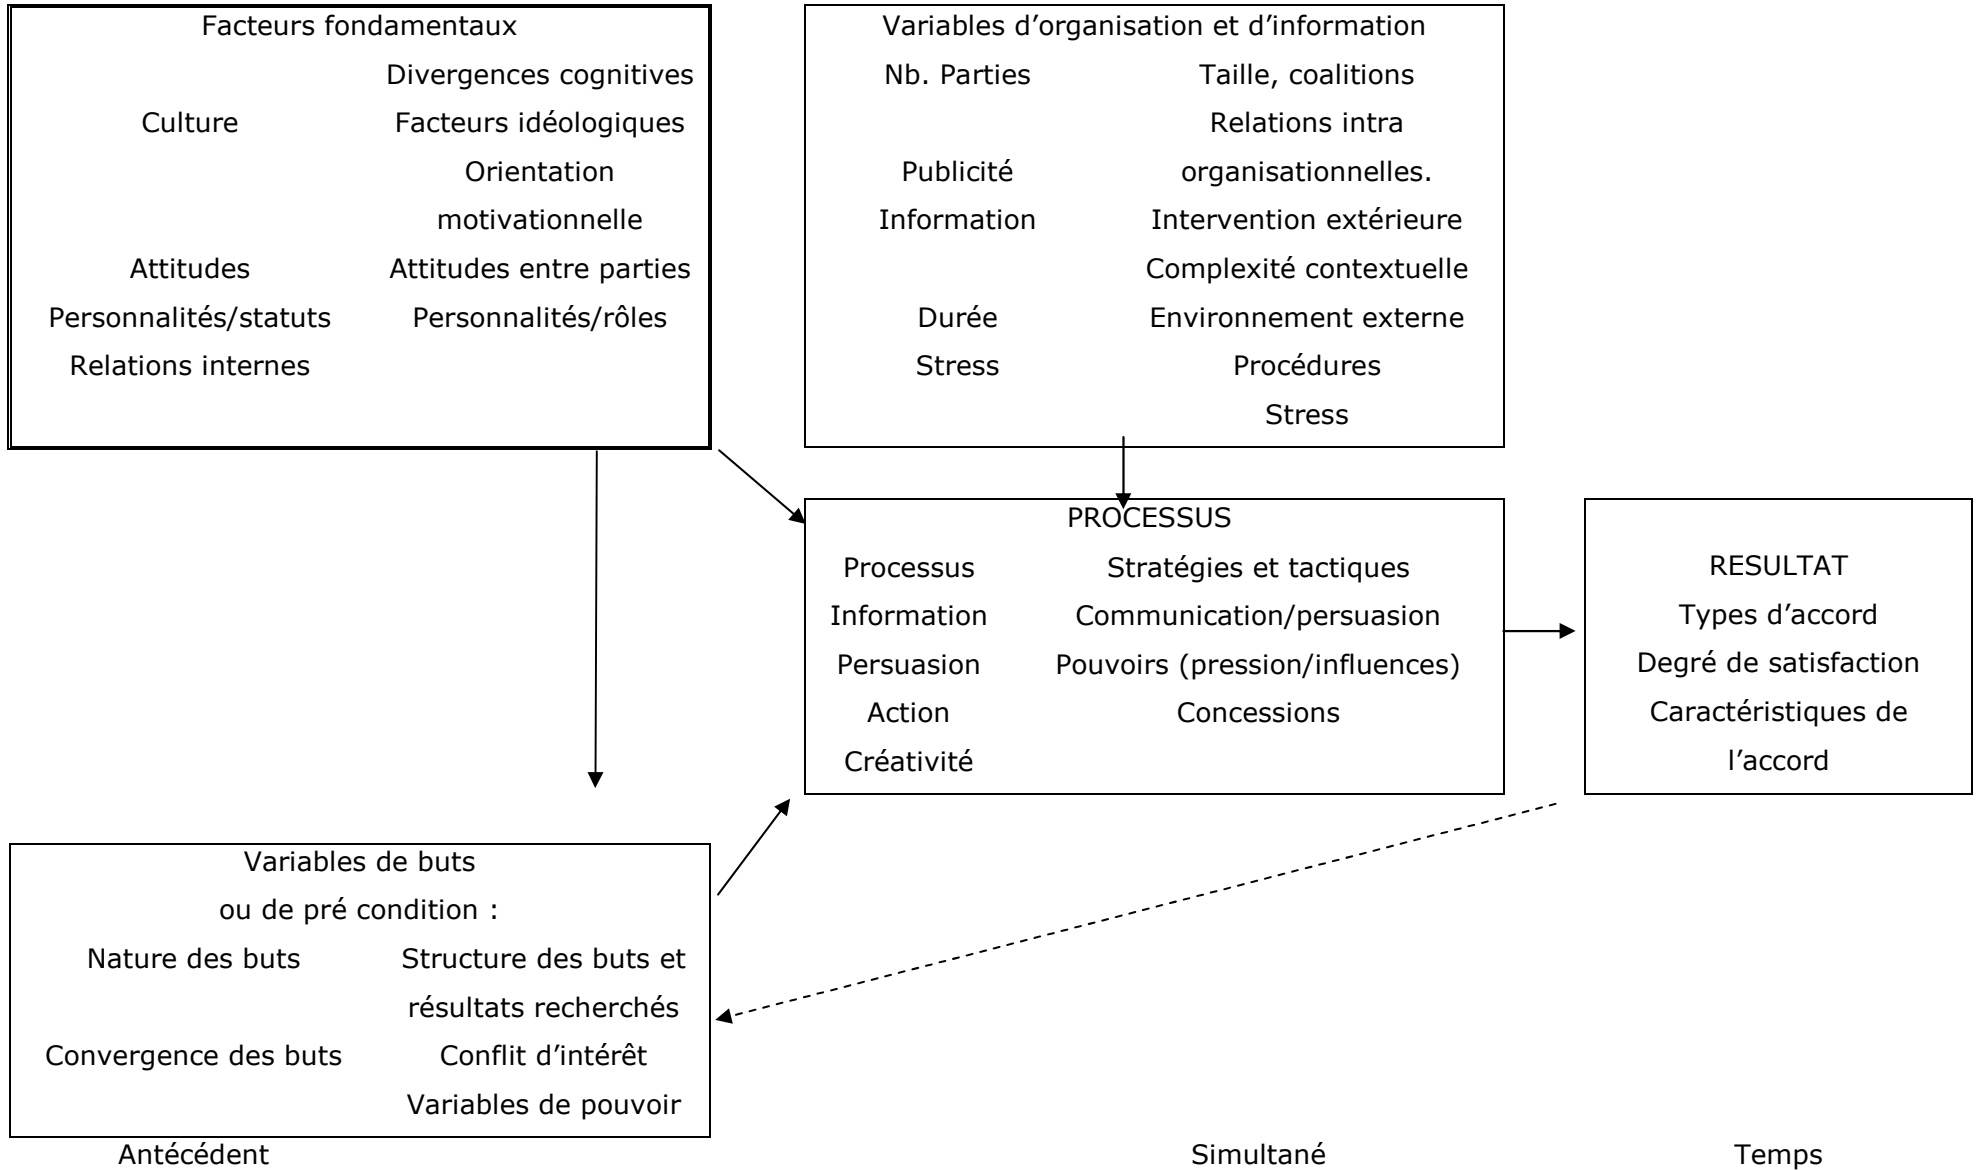 Facteurs fondamentaux
Divergences cognitives
Culture Facteurs idéologiques
Orientation
motivationnelle
Attitudes Attitudes entre parties
Personnalités/statuts Personnalités/rôles
Relations internes
Variables d’organisation et d’information
Nb. Parties Taille, coalitions
Relations intra
Publicité organisationnelles.
Information Intervention extérieure
Complexité contextuelle
Durée Environnement externe
Stress Procédures
Stress
PROCESSUS
Processus Stratégies et tactiques
Information Communication/persuasion
Persuasion Pouvoirs (pression/influences)
Action Concessions
Créativité
RESULTAT
Types d’accord
Degré de satisfaction
Caractéristiques de
l’accord
Variables de buts
ou de pré condition :
Nature des buts Structure des buts et
résultats recherchés
Convergence des buts Conflit d’intérêt
Variables de pouvoir
Antécédent Simultané Temps